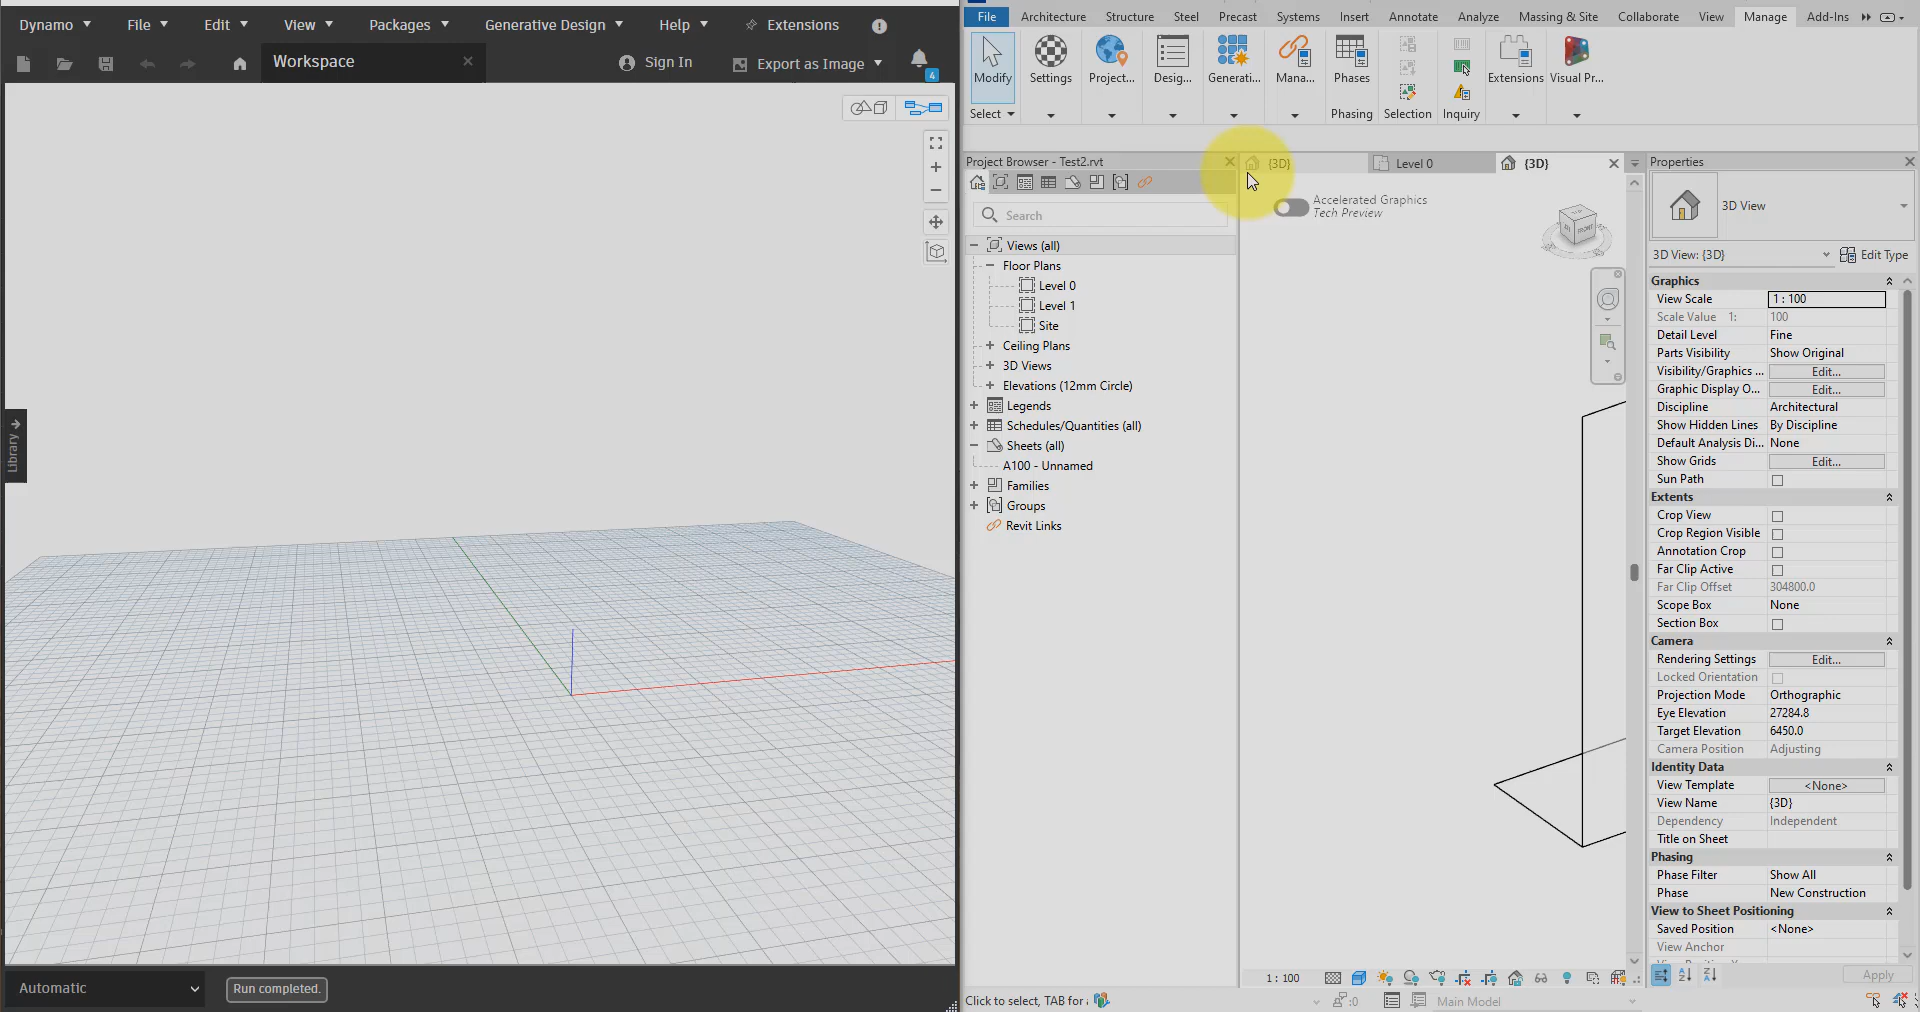 Dynamo File Edit View Packages Generative Design Help Extensions
Workspace Sign In Export as Image 4
Library
Automatic Run completed.
File Architecture Structure Steel Precast Systems Insert Annotate Analyze Massing & Site Collaborate View Manage Add-Ins
Modify Settings Project... Desig... Generati... Mana... Phases Extensions Visual Pr...
Select Phasing Selection Inquiry
Project Browser - Test2.rvt
Search
Views (all)
Floor Plans
Level 0
Level 1
Site
Ceiling Plans
3D Views
Elevations (12mm Circle)
Legends
Schedules/Quantities (all)
Sheets (all)
A100 - Unnamed
Families
Groups
Revit Links
{3D} Level 0 {3D}
Accelerated Graphics
Tech Preview
FRONT
1 : 100
Properties
3D View
3D View: {3D} Edit Type
Graphics
View Scale 1 : 100
Scale Value 1: 100
Detail Level Fine
Parts Visibility Show Original
Visibility/Graphics ... Edit...
Graphic Display O... Edit...
Discipline Architectural
Show Hidden Lines By Discipline
Default Analysis Di... None
Show Grids Edit...
Sun Path
Extents
Crop View
Crop Region Visible
Annotation Crop
Far Clip Active
Far Clip Offset 304800.0
Scope Box None
Section Box
Camera
Rendering Settings Edit...
Locked Orientation
Projection Mode Orthographic
Eye Elevation 27284.8
Target Elevation 6450.0
Camera Position Adjusting
Identity Data
View Template <None>
View Name {3D}
Dependency Independent
Title on Sheet
Phasing
Phase Filter Show All
Phase New Construction
View to Sheet Positioning
Saved Position <None>
View Anchor
Apply
Click to select, TAB for :0 Main Model